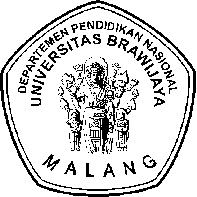 DEPARTEMEN PENDIDIKAN NASIONAL
UNIVERSITAS BRAWIJAYA
MALANG